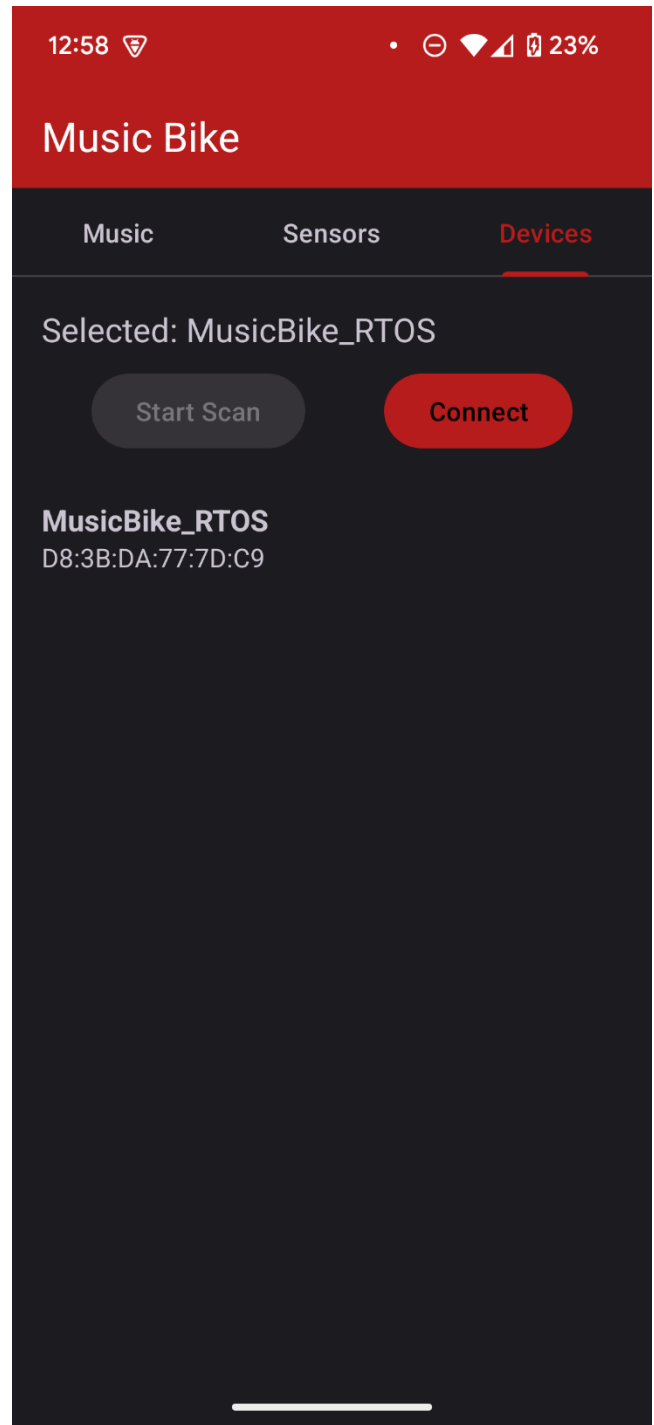 12:58 23%
Music Bike
Music Sensors Devices
Selected: MusicBike_RTOS
Start Scan Connect
MusicBike_RTOS
D8:3B:DA:77:7D:C9